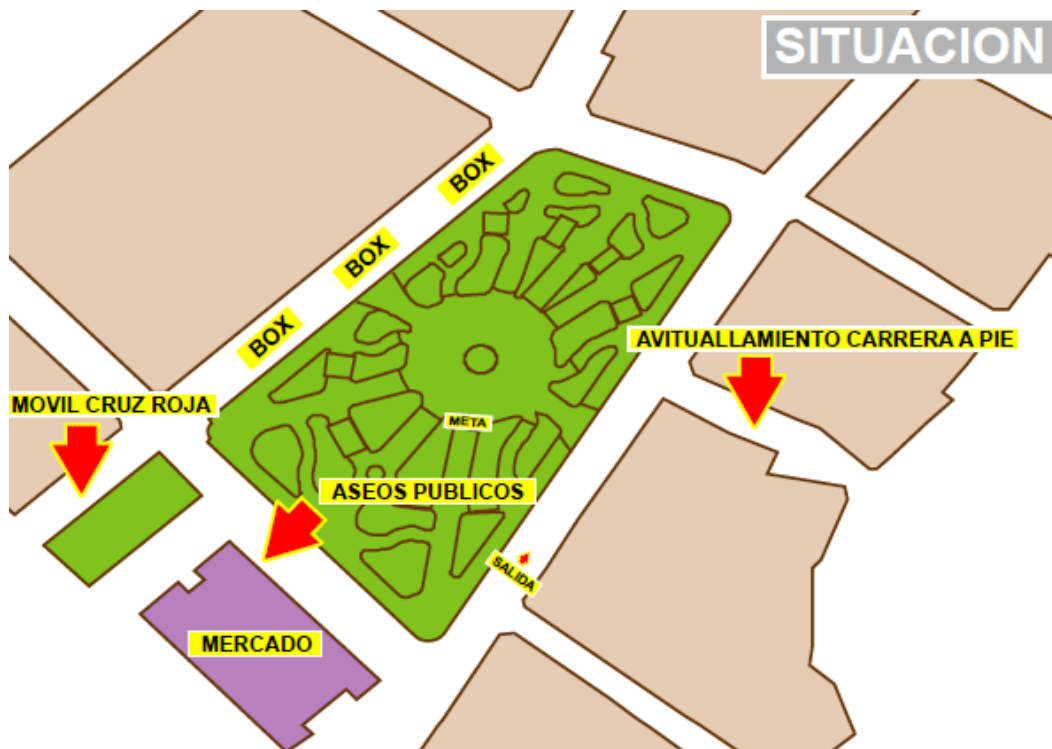 SITUACION
BOX
BOX
BOX
AVITUALLAMIENTO CARRERA A PIE
MOVIL CRUZ ROJA
META
ASEOS PUBLICOS
SALIDA
MERCADO